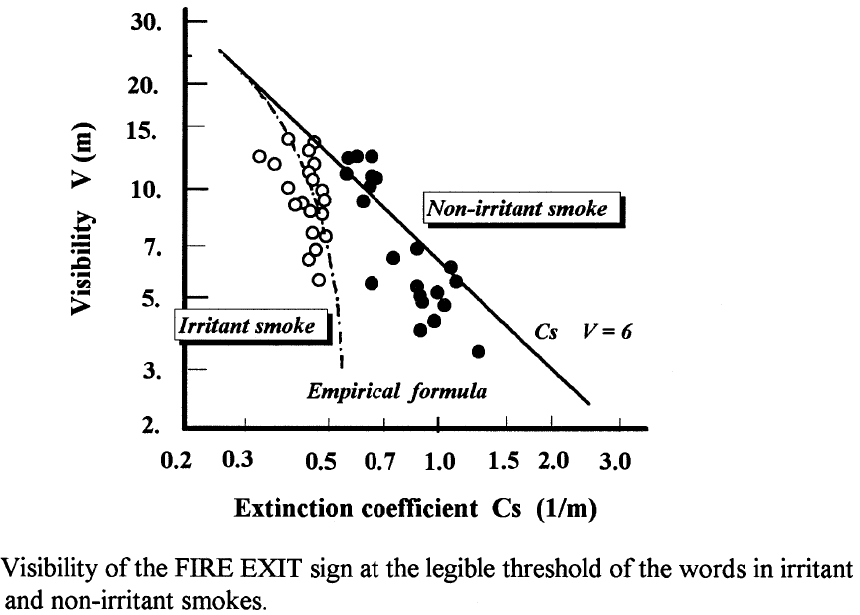 30.
20.
15.
10.
7.
5.
3.
2.
Visibility V (m)
Non-irritant smoke
Irritant smoke
Cs V = 6
Empirical formula
0.2 0.3 0.5 0.7 1.0 1.5 2.0 3.0
Extinction coefficient Cs (1/m)
Visibility of the FIRE EXIT sign at the legible threshold of the words in irritant
and non-irritant smokes.